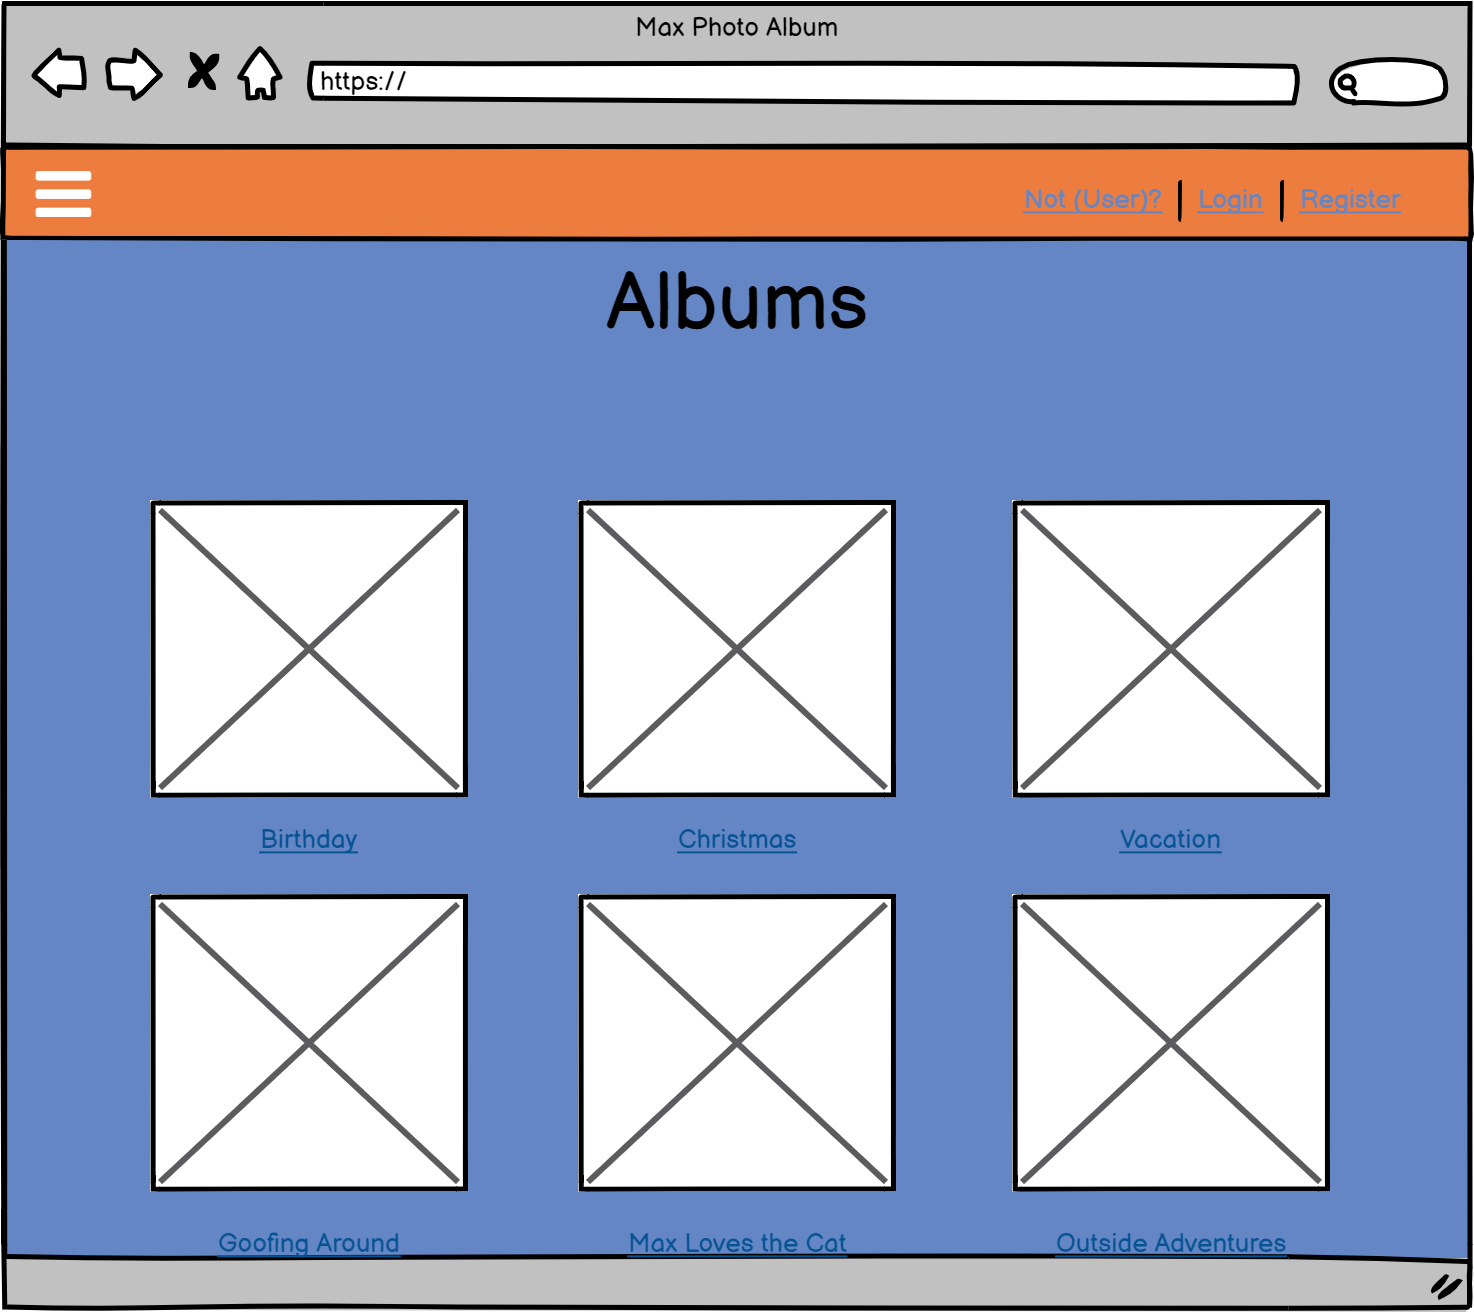 Max Photo Album
https://
Not (User)? Login Register
Albums
Birthday Christmas Vacation
Goofing Around Max Loves the Cat Outside Adventures